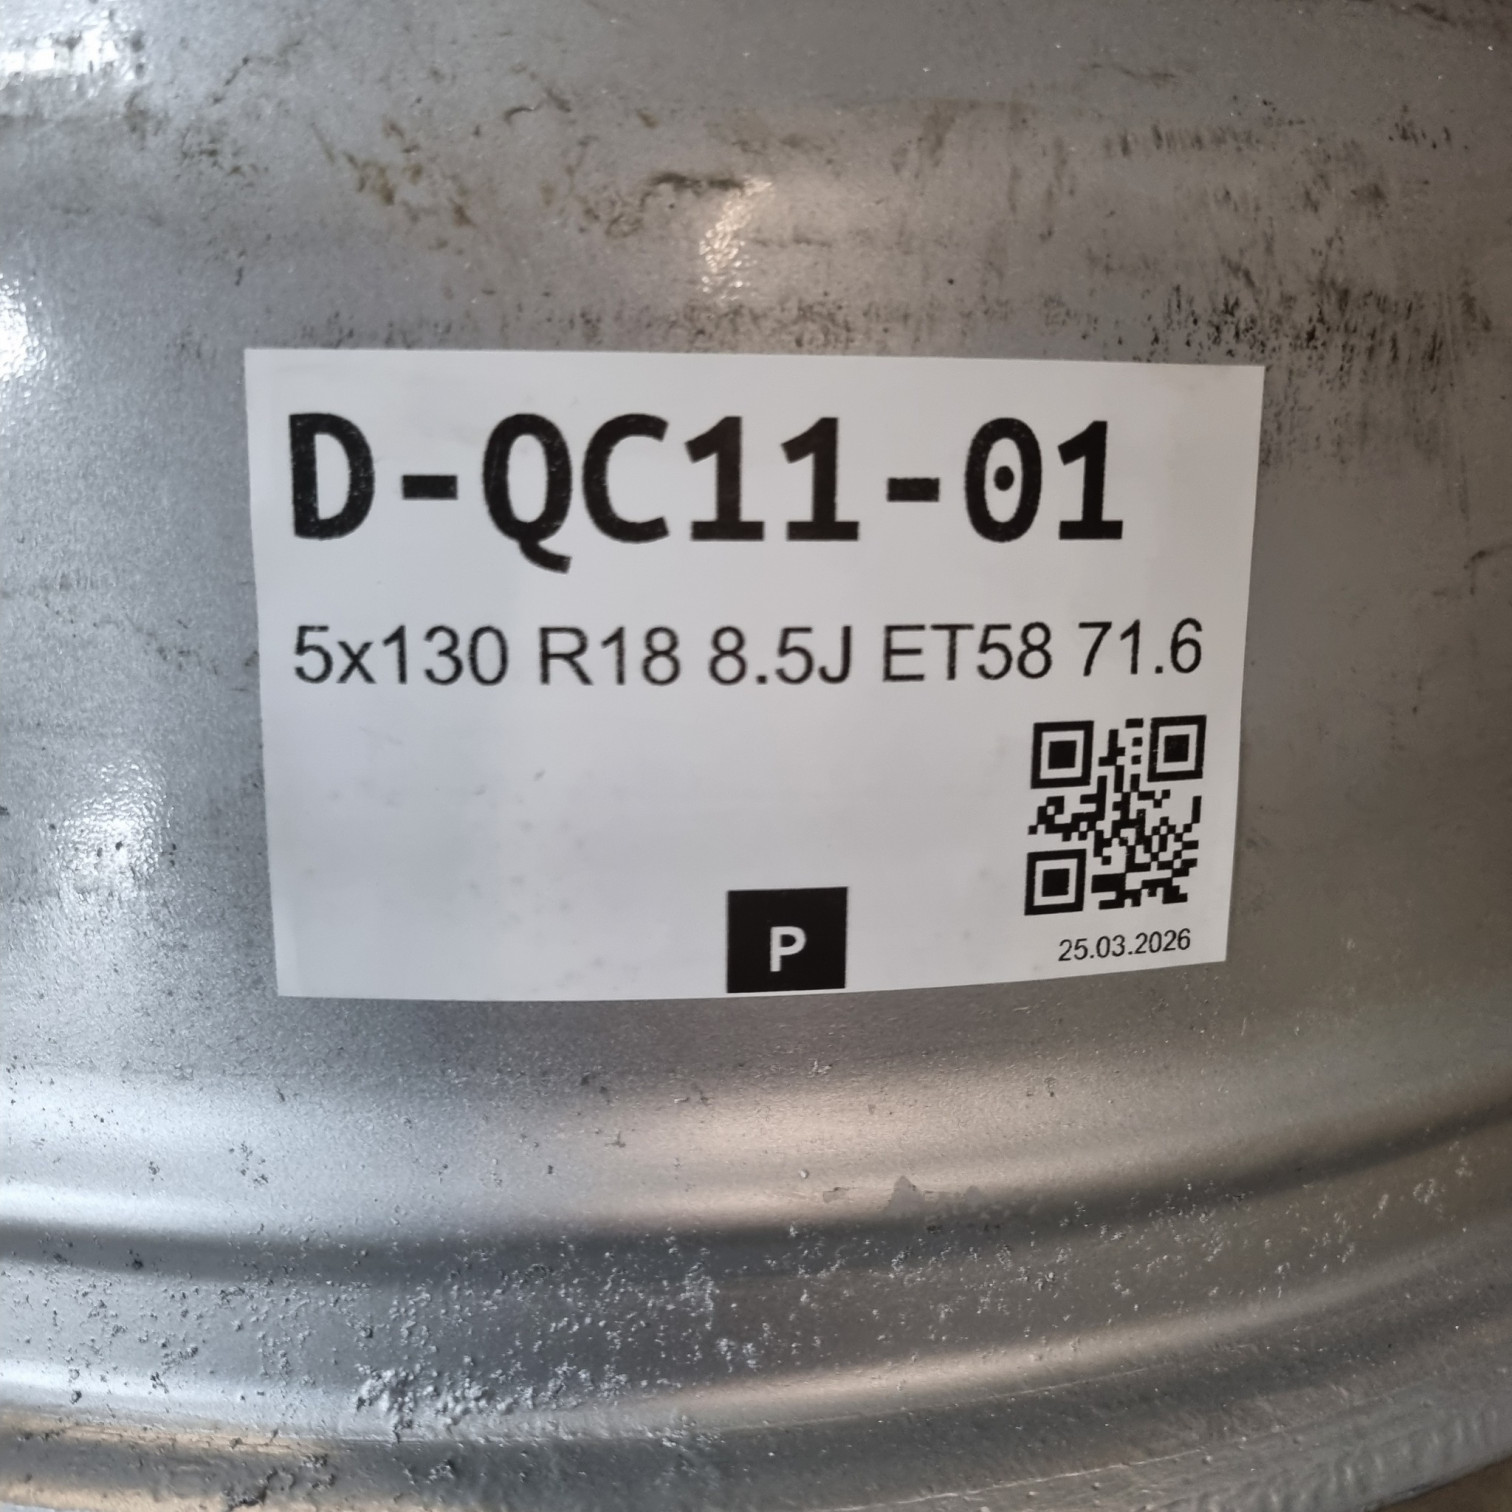 D-QC11-01
5x130 R18 8.5J ET58 71.6
P
25.03.2026